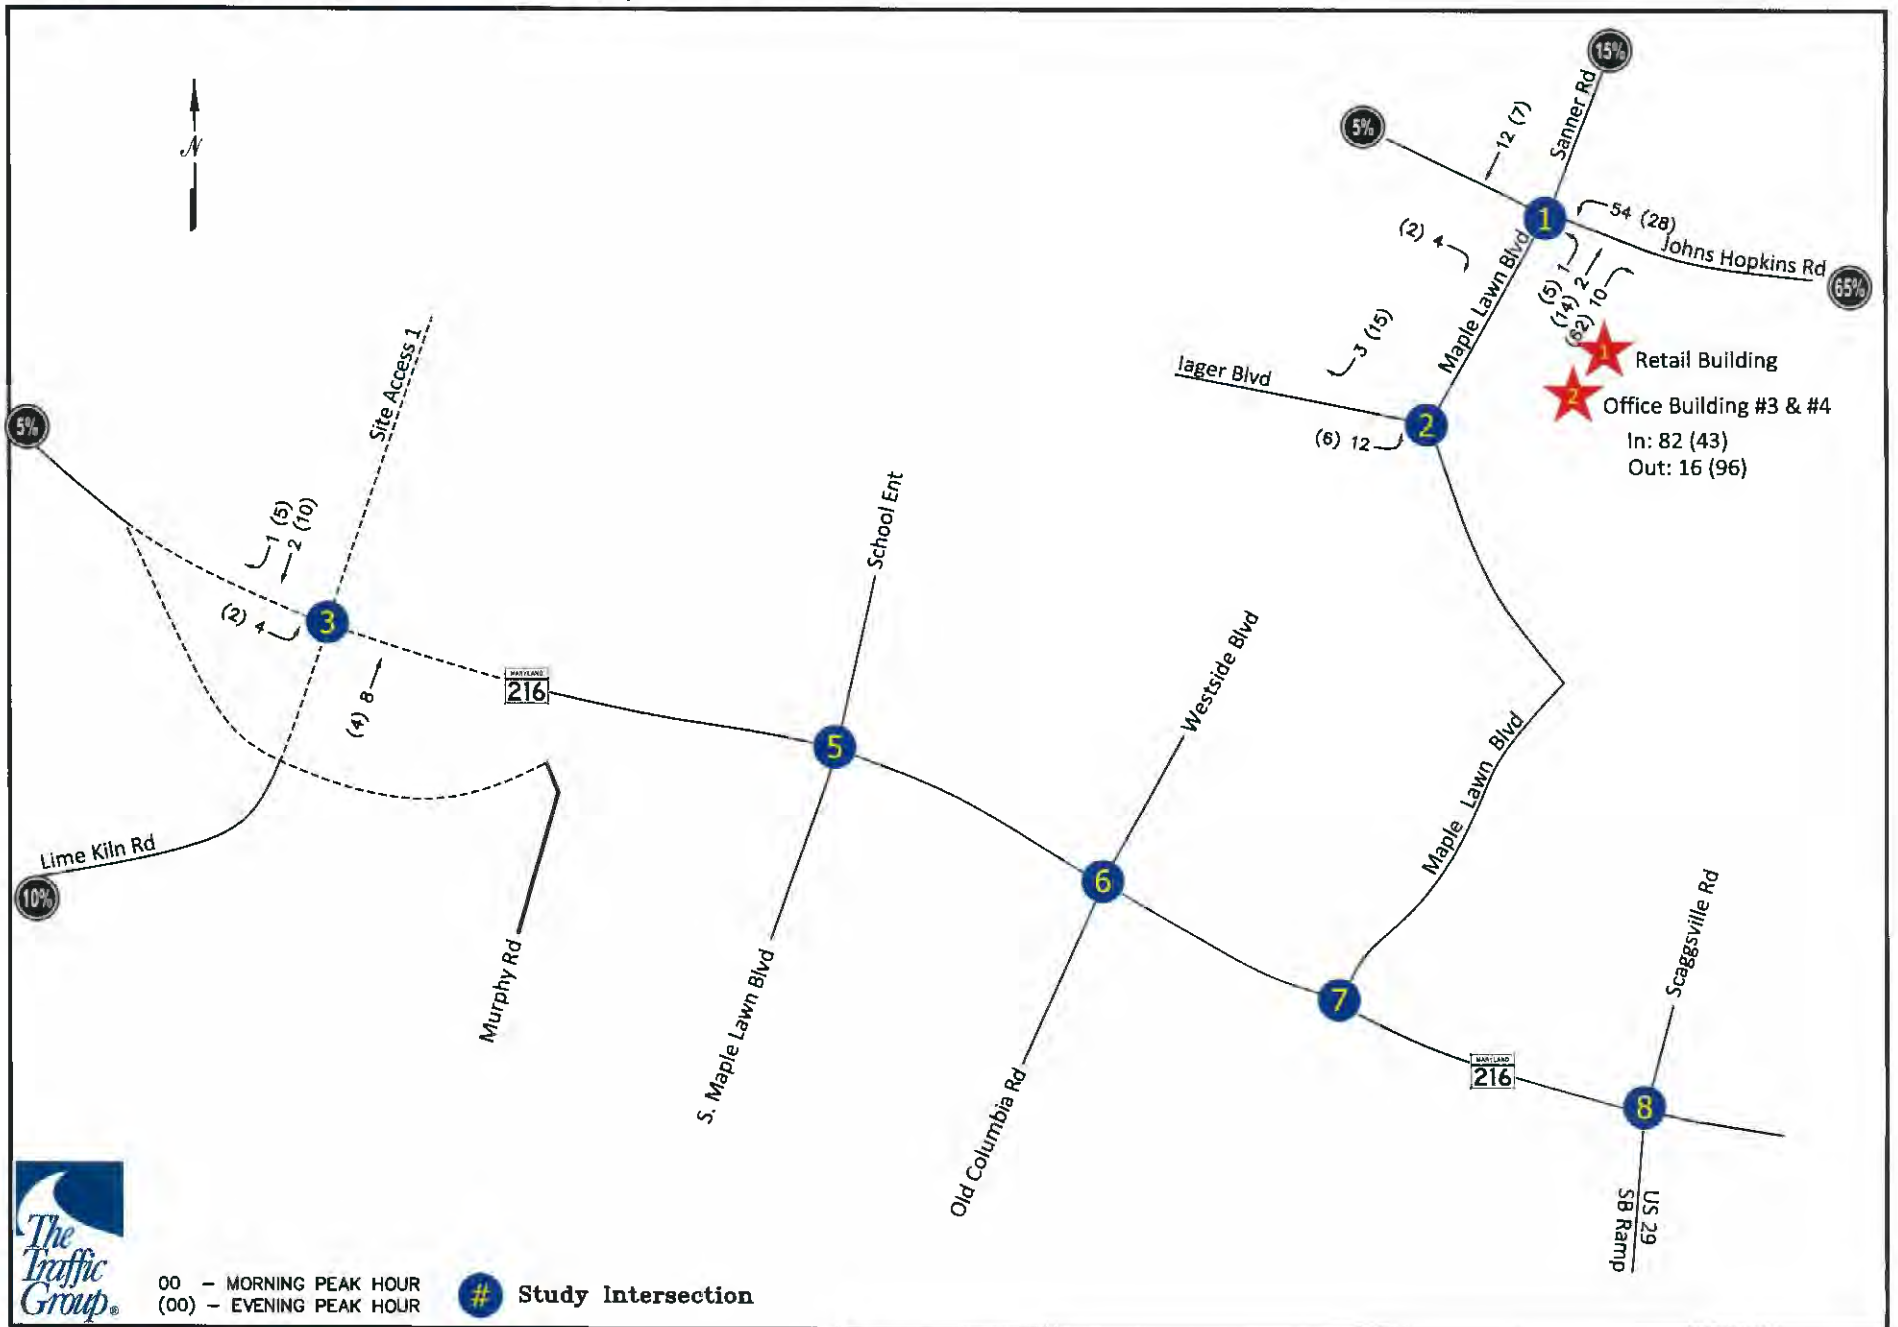 N
15%
Sanner Rd
5%
12 (7)
1
54 (28)
Johns Hopkins Rd
65%
(2) 4
Maple Lawn Blvd
(5) 1
(14) 2
(62) 10
1
Retail Building
2
Office Building #3 & #4
In: 82 (43)
Out: 16 (96)
3 (15)
Iager Blvd
2
(6) 12
Site Access 1
5%
1 (5)
2 (10)
(2) 4
3
(4) 8
School Ent
MARYLAND
216
5
Westside Blvd
Maple Lawn Blvd
Lime Kiln Rd
10%
6
Murphy Rd
S. Maple Lawn Blvd
Old Columbia Rd
7
Scaggsville Rd
MARYLAND
216
8
US 29
SB Ramp
The
Traffic
Group®
00 - MORNING PEAK HOUR
(00) - EVENING PEAK HOUR
# Study Intersection